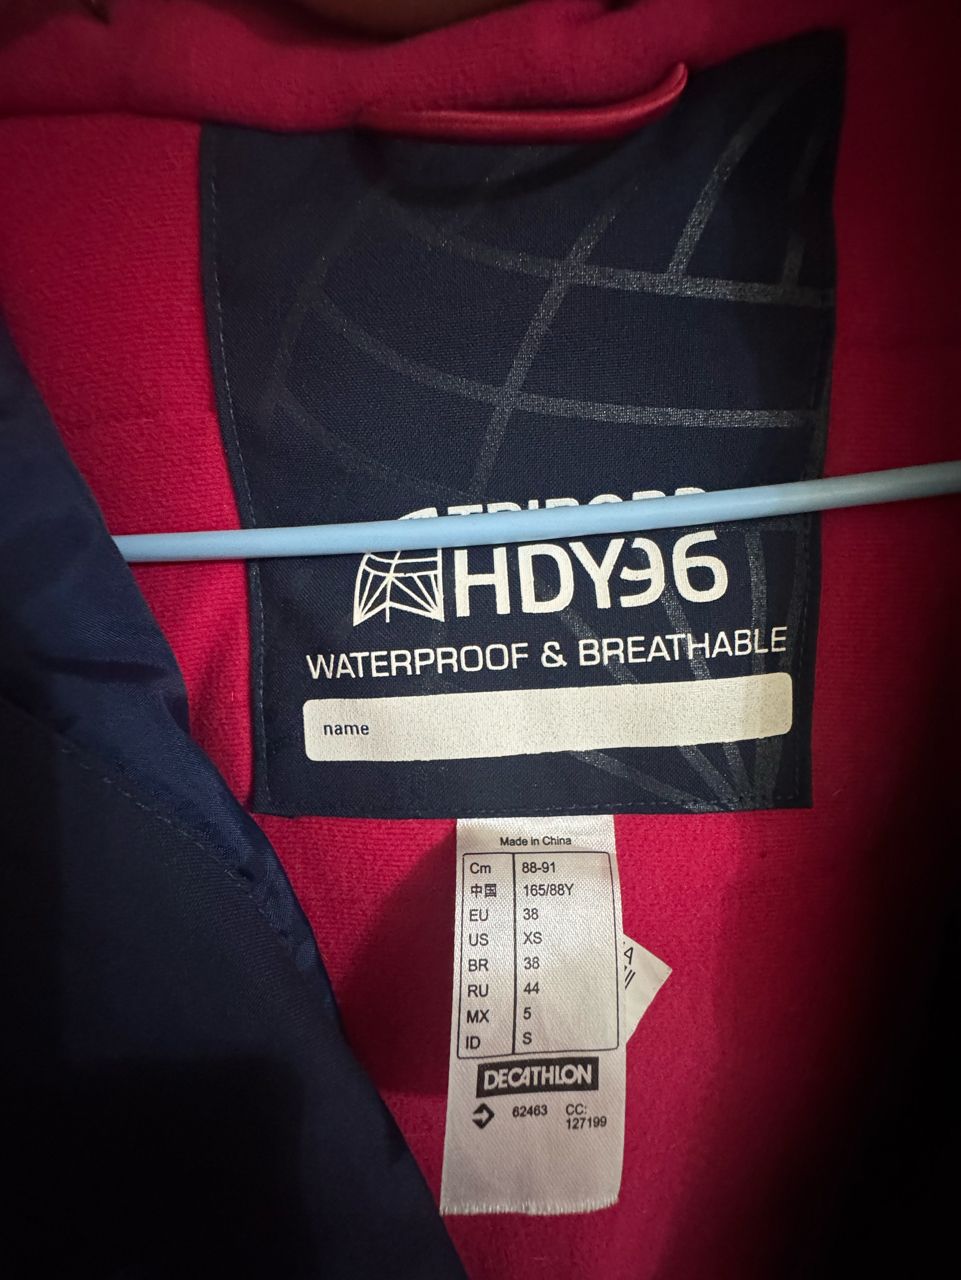 HDY96
WATERPROOF & BREATHABLE
name
Made in China
Cm 88-91
中国 165/88Y
EU 38
US XS
BR 38
RU 44
MX 5
ID S
DECATHLON
62463 CC:
127199